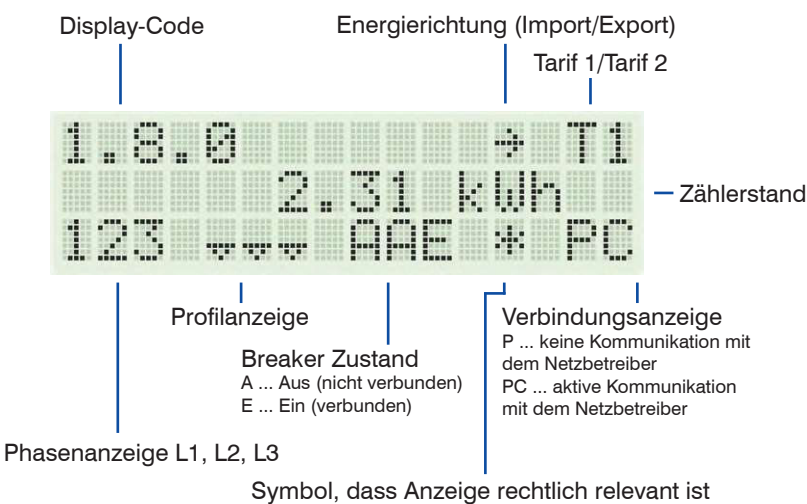 Display-Code
Energierichtung (Import/Export)
Tarif 1/Tarif 2
1.8.0 → T1
2.31 kWh
Zählerstand
123 AAE * PC
Profilanzeige
Verbindungsanzeige
P ... keine Kommunikation mit
dem Netzbetreiber
PC ... aktive Kommunikation
mit dem Netzbetreiber
Breaker Zustand
A ... Aus (nicht verbunden)
E ... Ein (verbunden)
Phasenanzeige L1, L2, L3
Symbol, dass Anzeige rechtlich relevant ist